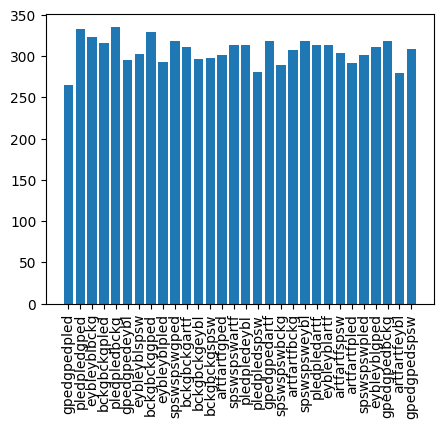 350
300
250
200
150
100
50
0
gpedgpedpled
pledpledgped
eybleyblbckg
bckgbckgpled
pledpledbckg
gpedgpedeybl
eybleyblspsw
bckgbckggped
eybleyblpled
spswspswgped
bckgbckgartf
bckgbckgeybl
bckgbckgspsw
artfartfgped
spswspswartf
pledpledeybl
pledpledspsw
gpedgpedartf
spswspswbckg
artfartfbckg
spswspsweybl
pledpledartf
eybleyblartf
artfartfspsw
artfartfpled
spswspswpled
eybleyblgped
gpedgpedbckg
artfartfeybl
gpedgpedspsw